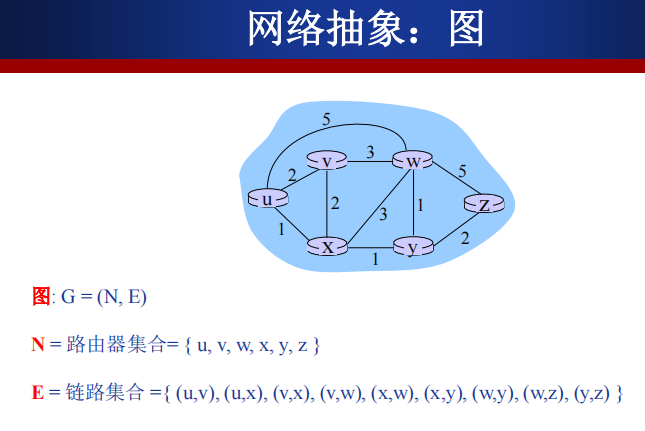 网络抽象：图
5
v
3
w
2
5
u
2
3
1
z
1
x
y
2
1
图: G = (N, E)
N = 路由器集合= { u, v, w, x, y, z }
E = 链路集合 ={ (u,v), (u,x), (v,x), (v,w), (x,w), (x,y), (w,y), (w,z), (y,z) }